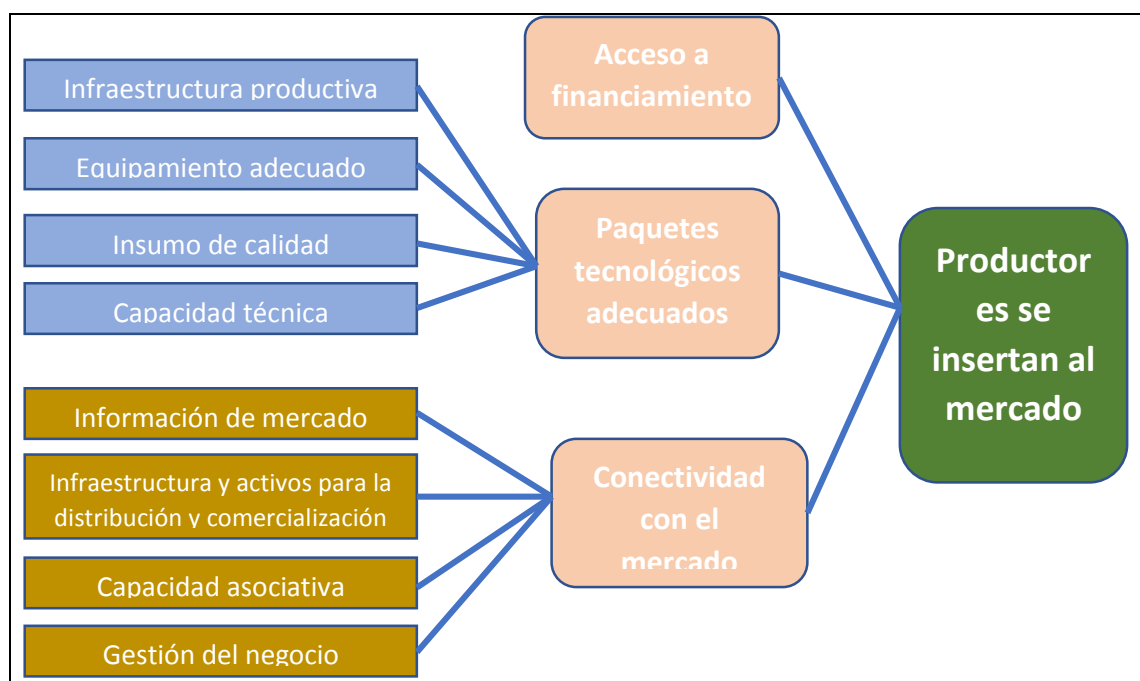 Infraestructura productiva
Equipamiento adecuado
Insumo de calidad
Capacidad técnica
Información de mercado
Infraestructura y activos para la
distribución y comercialización
Capacidad asociativa
Gestión del negocio
Acceso a
financiamiento
Paquetes
tecnológicos
adecuados
Conectividad
con el
mercado
Productor
es se
insertan al
mercado